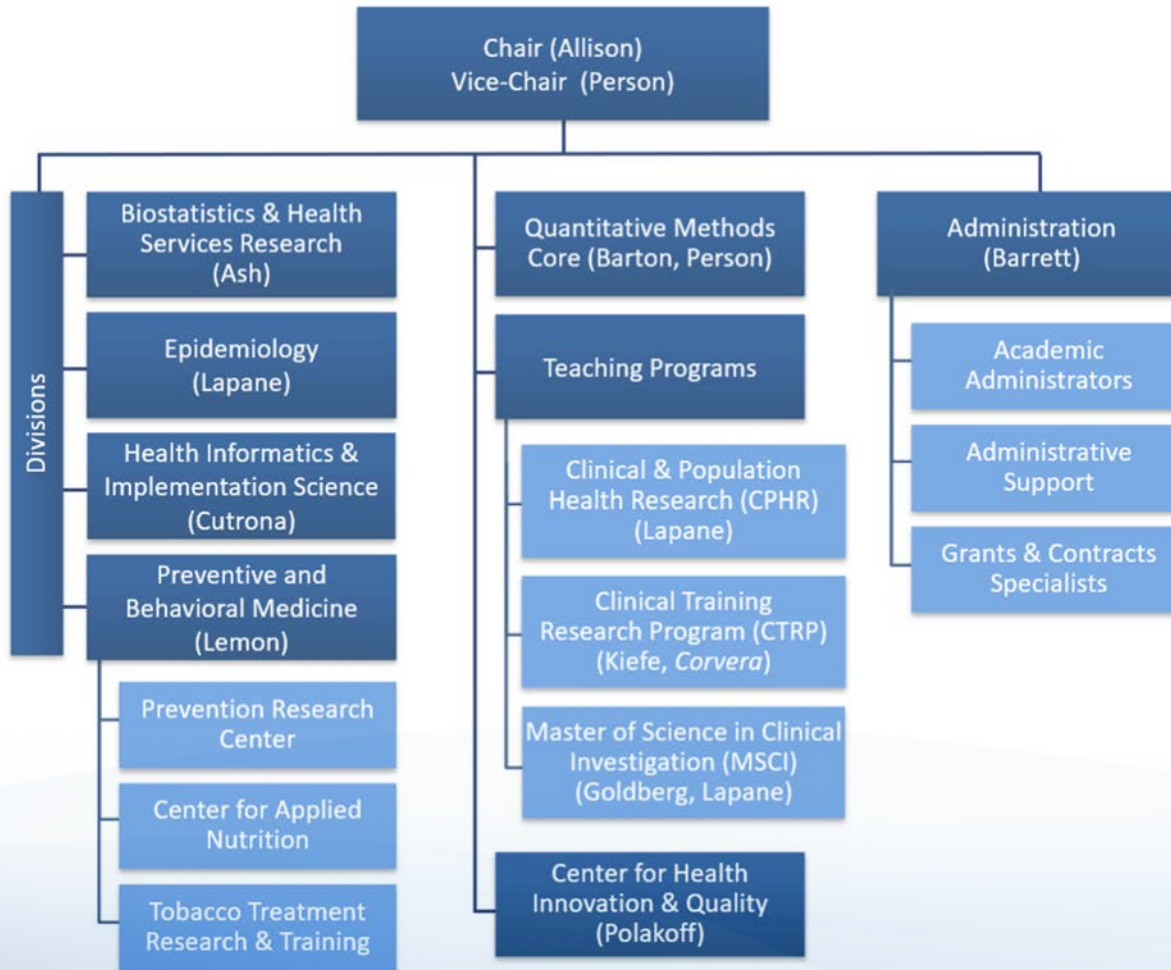 Chair (Allison)
Vice-Chair (Person)
Divisions
Biostatistics & Health
Services Research
(Ash)
Epidemiology
(Lapane)
Health Informatics &
Implementation Science
(Cutrona)
Preventive and
Behavioral Medicine
(Lemon)
Prevention Research
Center
Center for Applied
Nutrition
Tobacco Treatment
Research & Training
Quantitative Methods
Core (Barton, Person)
Teaching Programs
Clinical & Population
Health Research (CPHR)
(Lapane)
Clinical Training
Research Program (CTRP)
(Kiefe, Corvera)
Master of Science in Clinical
Investigation (MSCI)
(Goldberg, Lapane)
Center for Health
Innovation & Quality
(Polakoff)
Administration
(Barrett)
Academic
Administrators
Administrative
Support
Grants & Contracts
Specialists